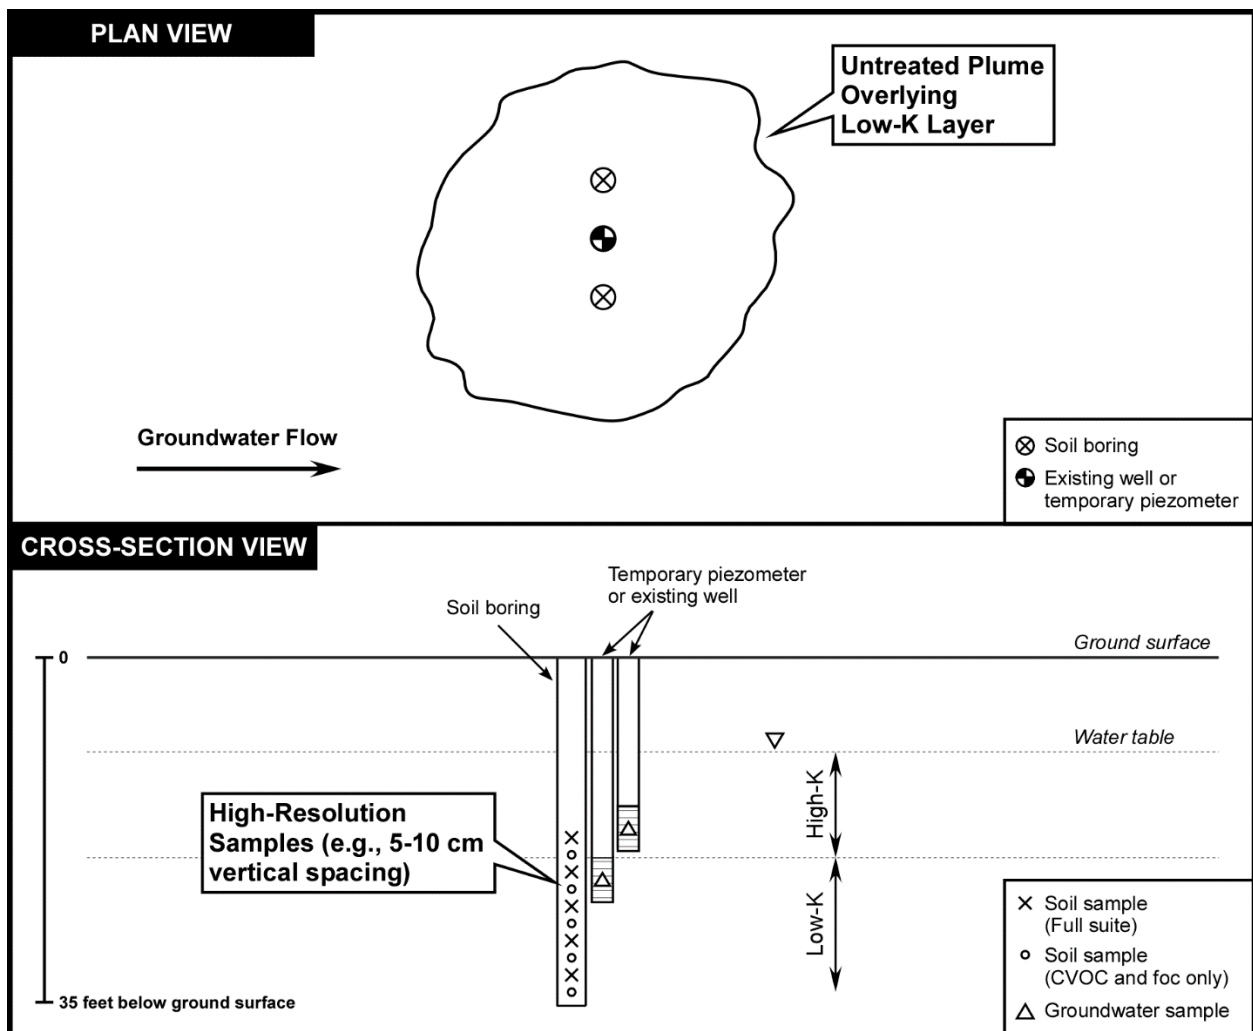 PLAN VIEW
Untreated Plume
Overlying
Low-K Layer
Groundwater Flow
Soil boring
Existing well or
temporary piezometer
CROSS-SECTION VIEW
Temporary piezometer
or existing well
Soil boring
Ground surface
0
Water table
High-K
High-Resolution
Samples (e.g., 5-10 cm
vertical spacing)
Low-K
Soil sample
(Full suite)
Soil sample
(CVOC and foc only)
Groundwater sample
35 feet below ground surface